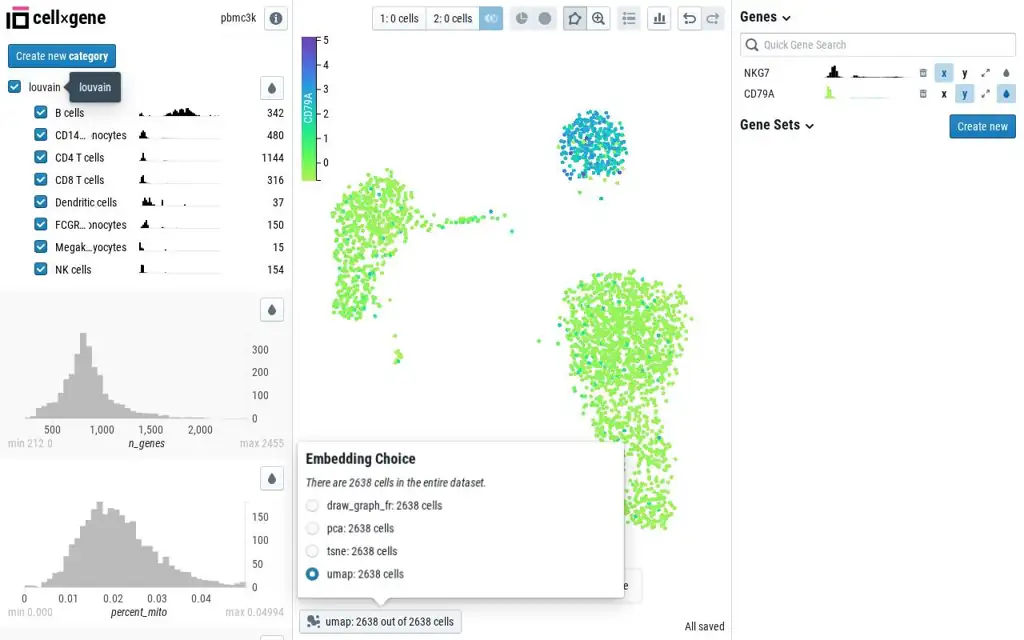 cell×gene
pbmc3k
1: 0 cells
2: 0 cells
Create new category
louvain
louvain
B cells 342
CD14… nocytes 480
CD4 T cells 1144
CD8 T cells 316
Dendritic cells 37
FCGR… nocytes 150
Megak…yocytes 15
NK cells 154
300
200
100
0
500 1,000 1,500 2,000
min 212.0 n_genes max 2455
150
100
50
0
0 0.01 0.02 0.03 0.04
min 0.000 percent_mito max 0.04994
5
4
3
2
1
0
CD79A
Embedding Choice
There are 2638 cells in the entire dataset.
draw_graph_fr: 2638 cells
pca: 2638 cells
tsne: 2638 cells
umap: 2638 cells
e
umap: 2638 out of 2638 cells
All saved
Genes
Quick Gene Search
NKG7 x y
CD79A x y
Gene Sets
Create new